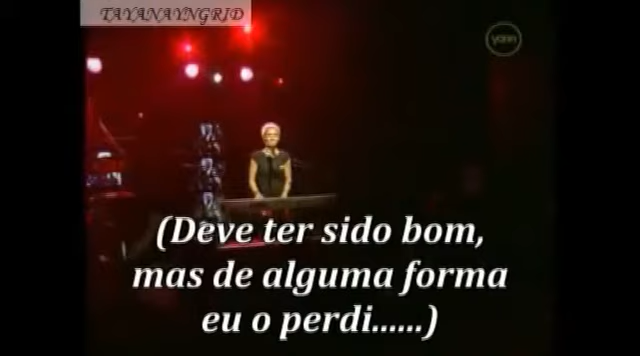 TAYANAYNGRID
(Deve ter sido bom,
mas de alguma forma
eu o perdi......)